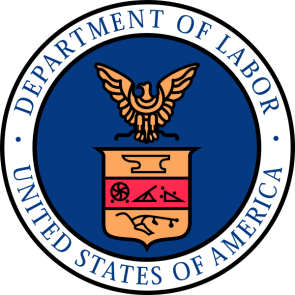 DEPARTMENT OF LABOR
UNITED STATES OF AMERICA